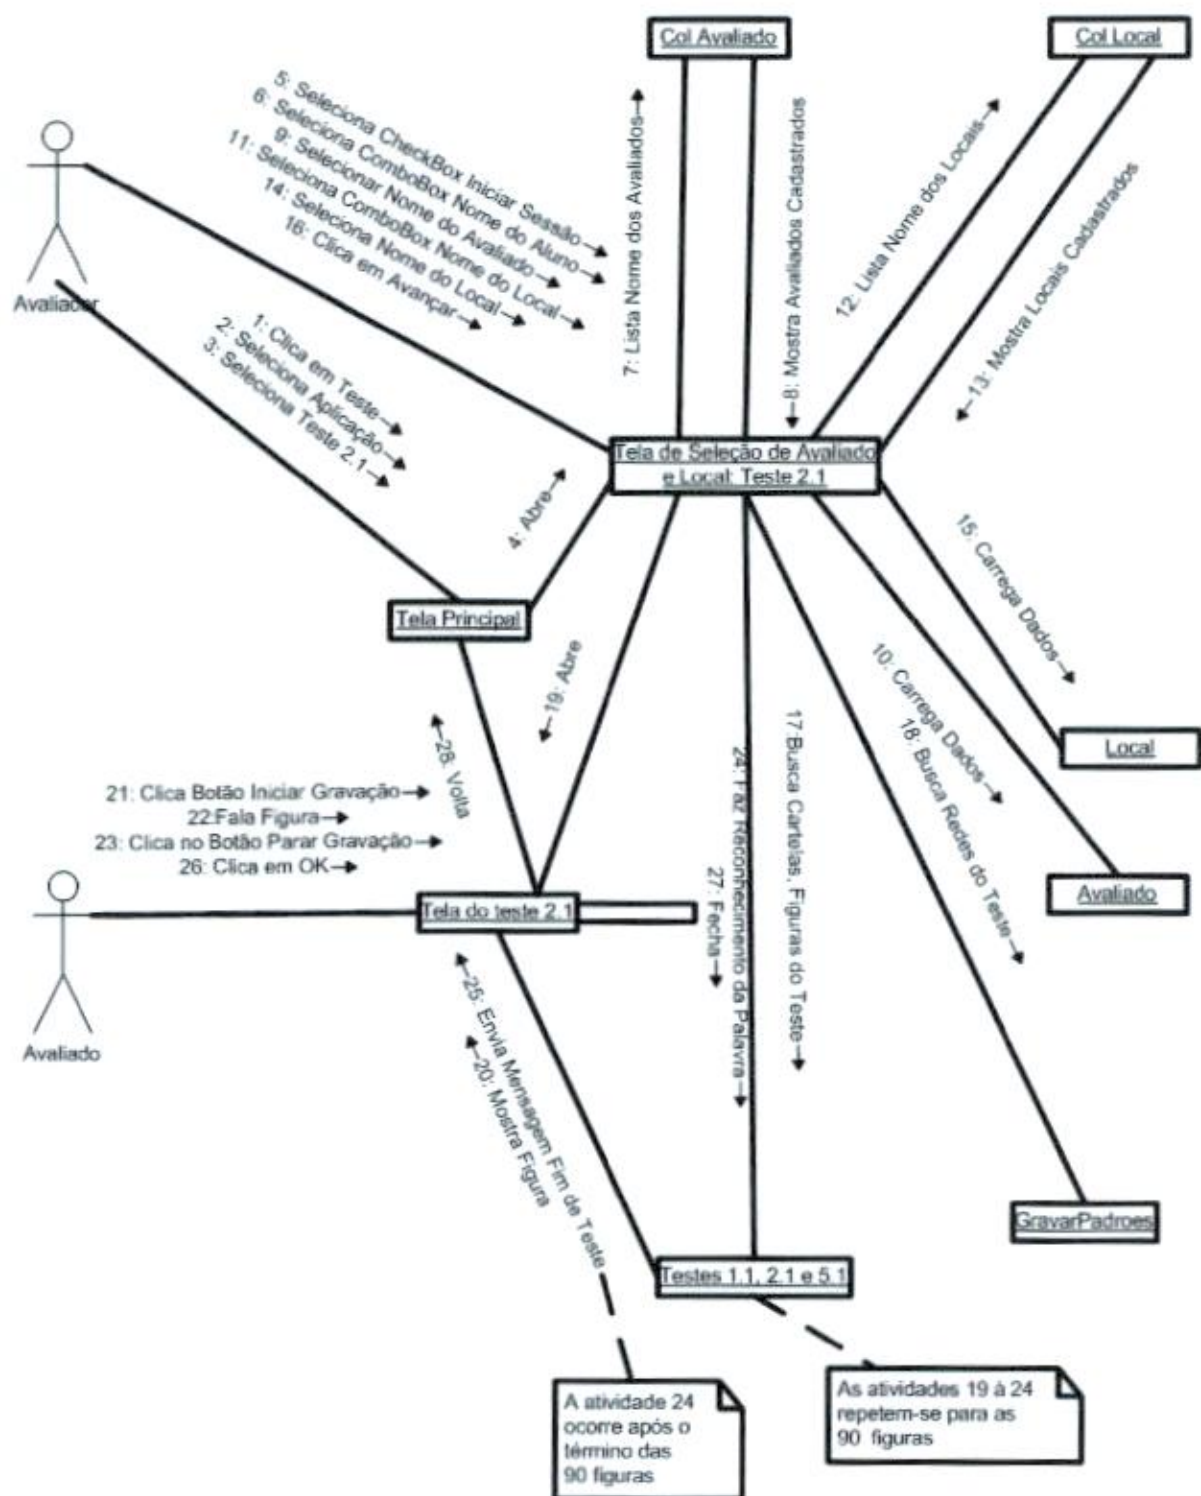 Col Avaliado
Col Local
5: Seleciona CheckBox Iniciar Sessão
6: Seleciona ComboBox Nome do Aluno
9: Selecionar Nome do Avaliado
11: Seleciona ComboBox Nome do Local
14: Seleciona Nome do Local
16: Clica em Avançar
7: Lista Nome dos Avaliados
8: Mostra Avaliados Cadastrados
12: Lista Nome dos Locais
13: Mostra Locais Cadastrados
Avaliador
1: Clica em Teste
2: Seleciona Aplicação
3: Seleciona Teste 2.1
4: Abre
Tela de Seleção de Avaliado
e Local: Teste 2.1
Tela Principal
15: Carrega Dados
10: Carrega Dados
18: Busca Redes do Teste
Local
19: Abre
28: Volta
17:Busca Cartelas, Figuras do Teste
24: Faz Raconhecimento da Palavra
27: Fecha
21: Clica Botão Iniciar Gravação
22:Fala Figura
23: Clica no Botão Parar Gravação
26: Clica em OK
Avaliado
Tela do teste 2.1
Avaliado
25: Envia Mensagem Fim de Teste
20: Mostra Figura
GravarPadroes
Testes 1.1, 2.1 e 5.1
A atividade 24
ocorre após o
término das
90 figuras
As atividades 19 à 24
repetem-se para as
90 figuras